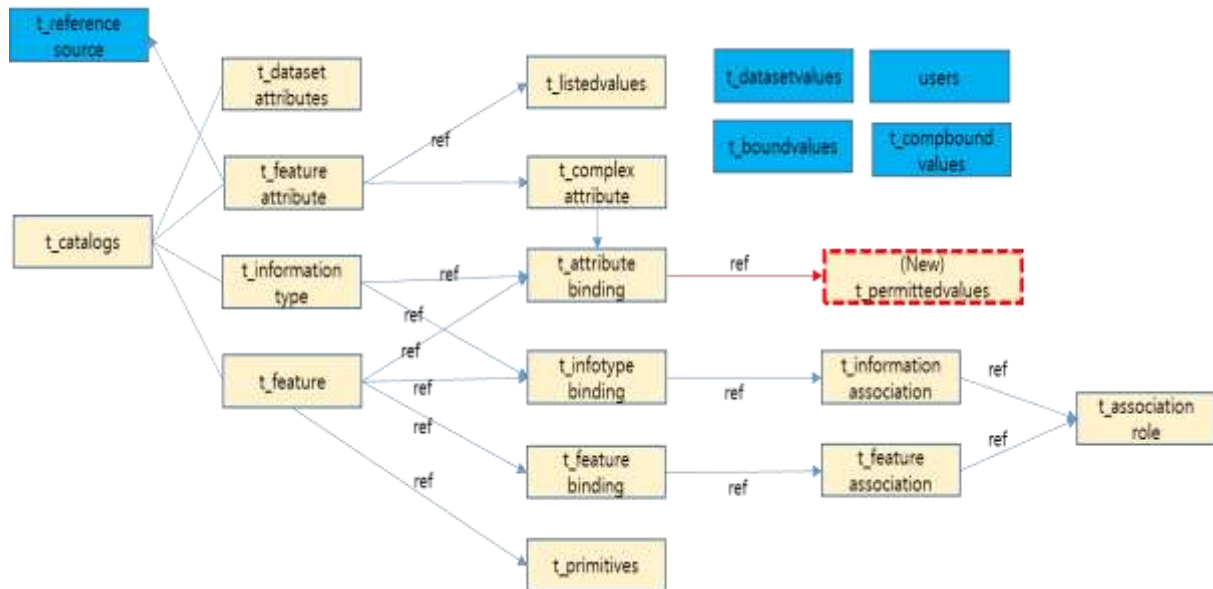 t_reference
source
t_dataset
attributes
t_listedvalues
t_datasetvalues
users
ref
t_boundvalues
t_compbound
values
t_feature
attribute
t_complex
attribute
t_catalogs
t_information
type
ref
t_attribute
binding
ref
(New)
t_permittedvalues
ref
ref
t_feature
ref
t_infotype
binding
ref
t_information
association
ref
t_association
role
ref
t_feature
binding
ref
t_feature
association
ref
t_primitives